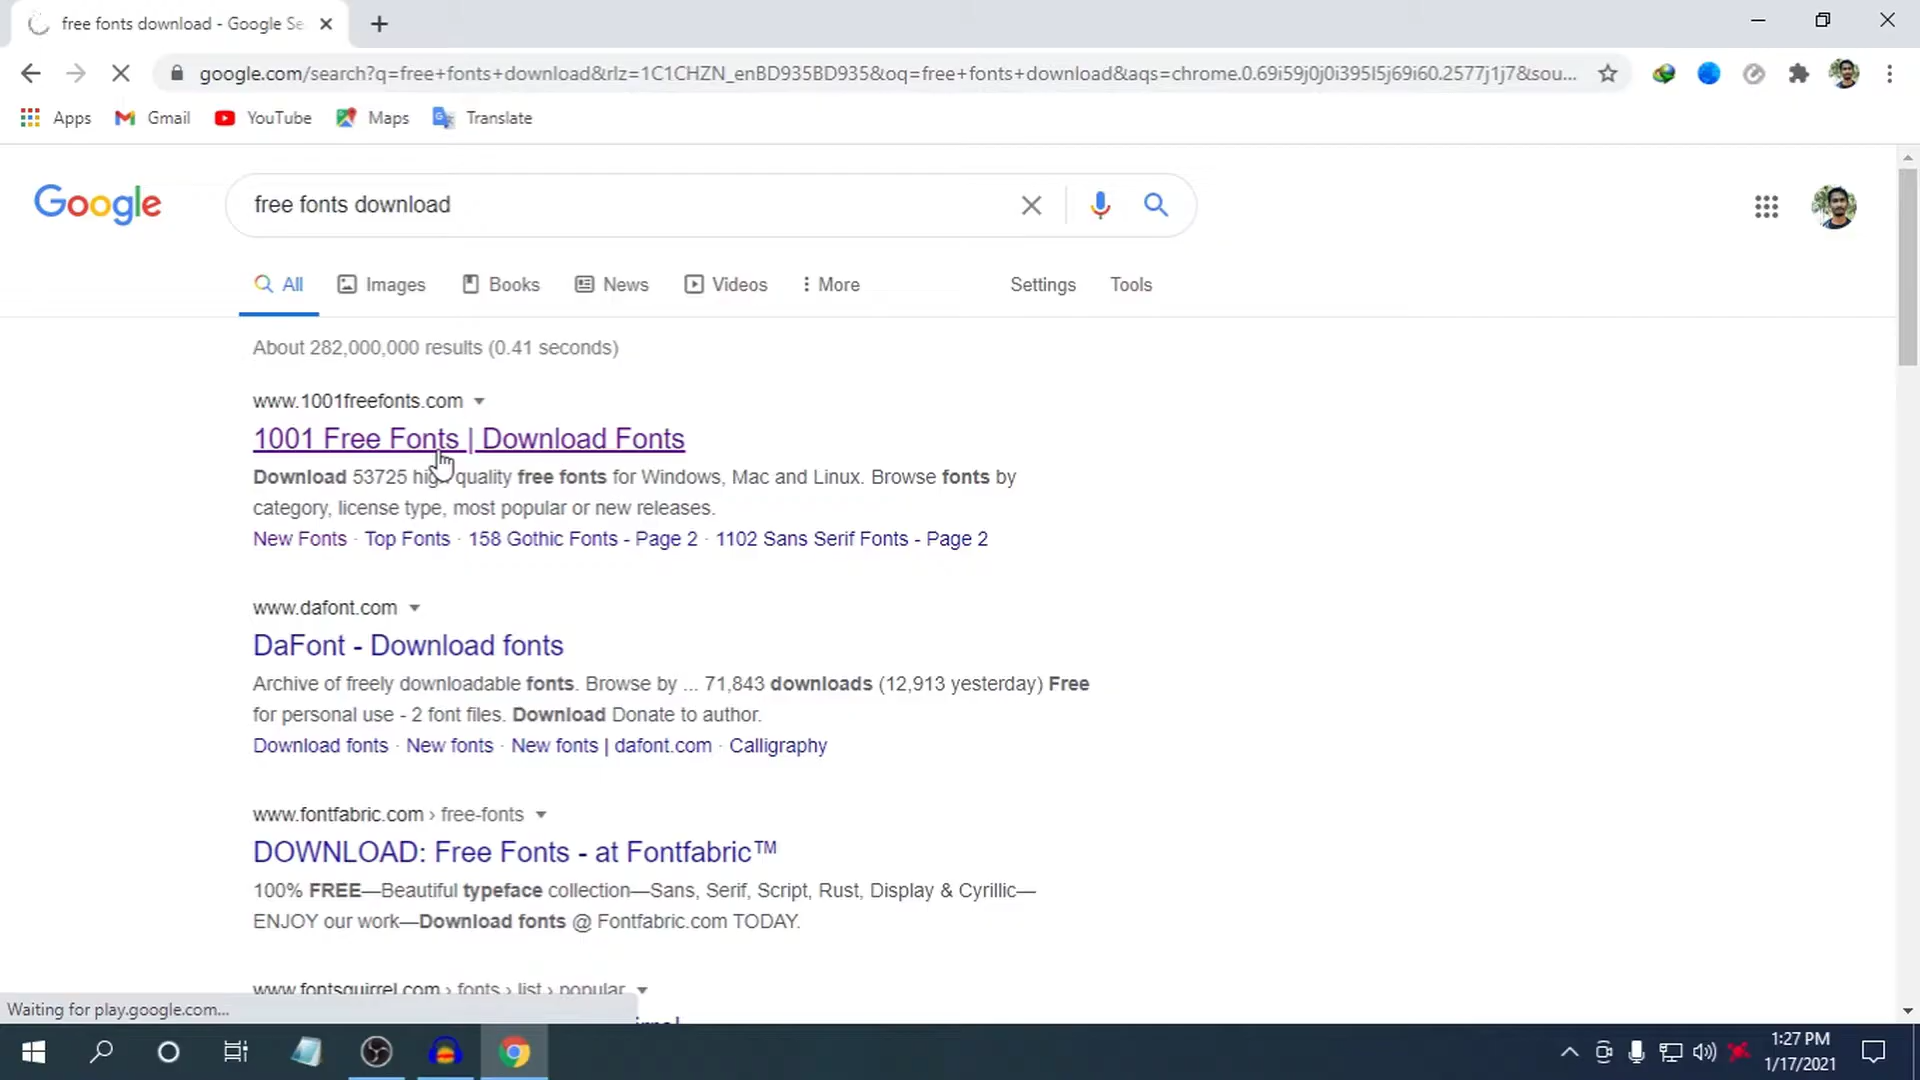 free fonts download - Google Se
google.com/search?q=free+fonts+download&rlz=1C1CHZN_enBD935BD935&oq=free+fonts+download&aqs=chrome.0.69i59j0j0i395l5j69i60.2577j1j7&sou...
Apps Gmail YouTube Maps Translate
Google free fonts download
All Images Books News Videos More Settings Tools
About 282,000,000 results (0.41 seconds)
www.1001freefonts.com
1001 Free Fonts | Download Fonts
Download 53725 high quality free fonts for Windows, Mac and Linux. Browse fonts by
category, license type, most popular or new releases.
New Fonts · Top Fonts · 158 Gothic Fonts - Page 2 · 1102 Sans Serif Fonts - Page 2
www.dafont.com
DaFont - Download fonts
Archive of freely downloadable fonts. Browse by ... 71,843 downloads (12,913 yesterday) Free
for personal use - 2 font files. Download Donate to author.
Download fonts · New fonts · New fonts | dafont.com · Calligraphy
www.fontfabric.com › free-fonts
DOWNLOAD: Free Fonts - at Fontfabric™
100% FREE—Beautiful typeface collection—Sans, Serif, Script, Rust, Display & Cyrillic—
ENJOY our work—Download fonts @ Fontfabric.com TODAY.
www.fontsquirrel.com › fonts › list › popular
Waiting for play.google.com...
1:27 PM
1/17/2021